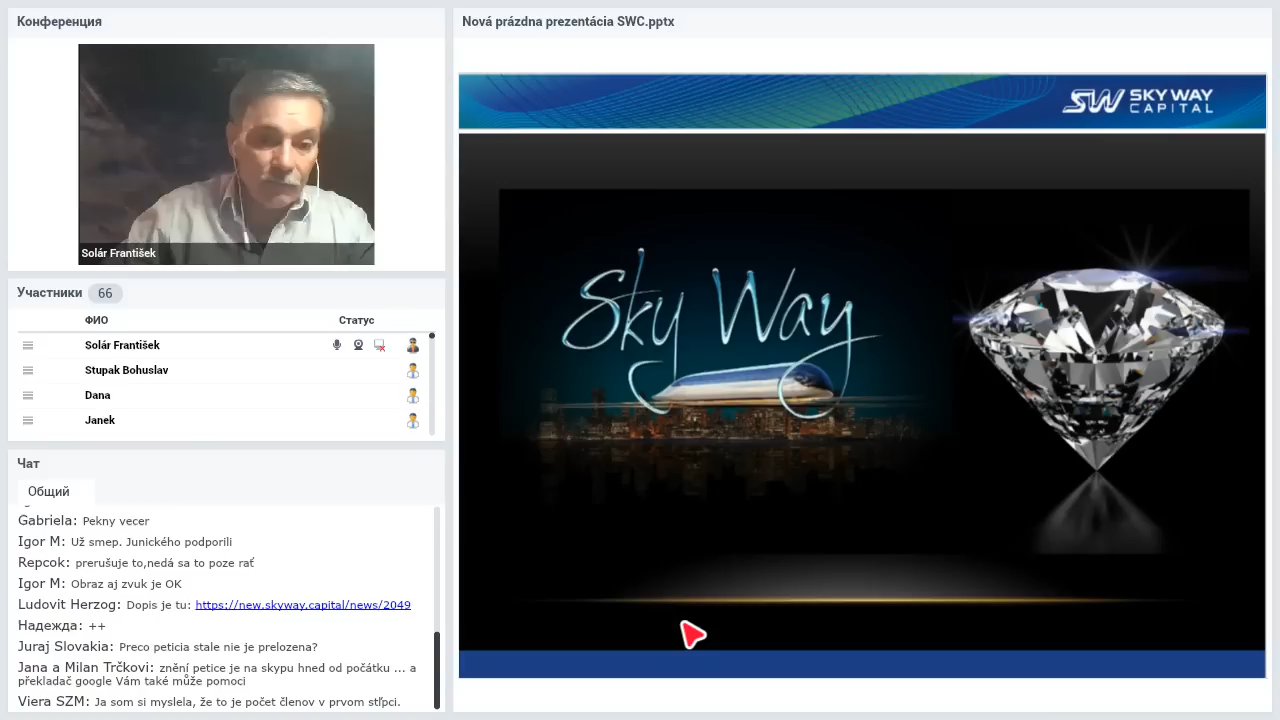 Конференция
Solár František
Участники 66
ФИО Статус
Solár František
Stupak Bohuslav
Dana
Janek
Чат
Общий
Gabriela: Pekny vecer
Igor M: Už smep. Junického podporili
Repcok: prerušuje to,nedá sa to poze rať
Igor M: Obraz aj zvuk je OK
Ludovit Herzog: Dopis je tu: https://new.skyway.capital/news/2049
Надежда: ++
Juraj Slovakia: Preco peticia stale nie je prelozena?
Jana a Milan Trčkovi: znění petice je na skypu hned od počátku ... a
překladač google Vám také může pomoci
Viera SZM: Ja som si myslela, že to je počet členov v prvom stľpci.
Nová prázdna prezentácia SWC.pptx
SW SKY WAY
CAPITAL
Sky Way